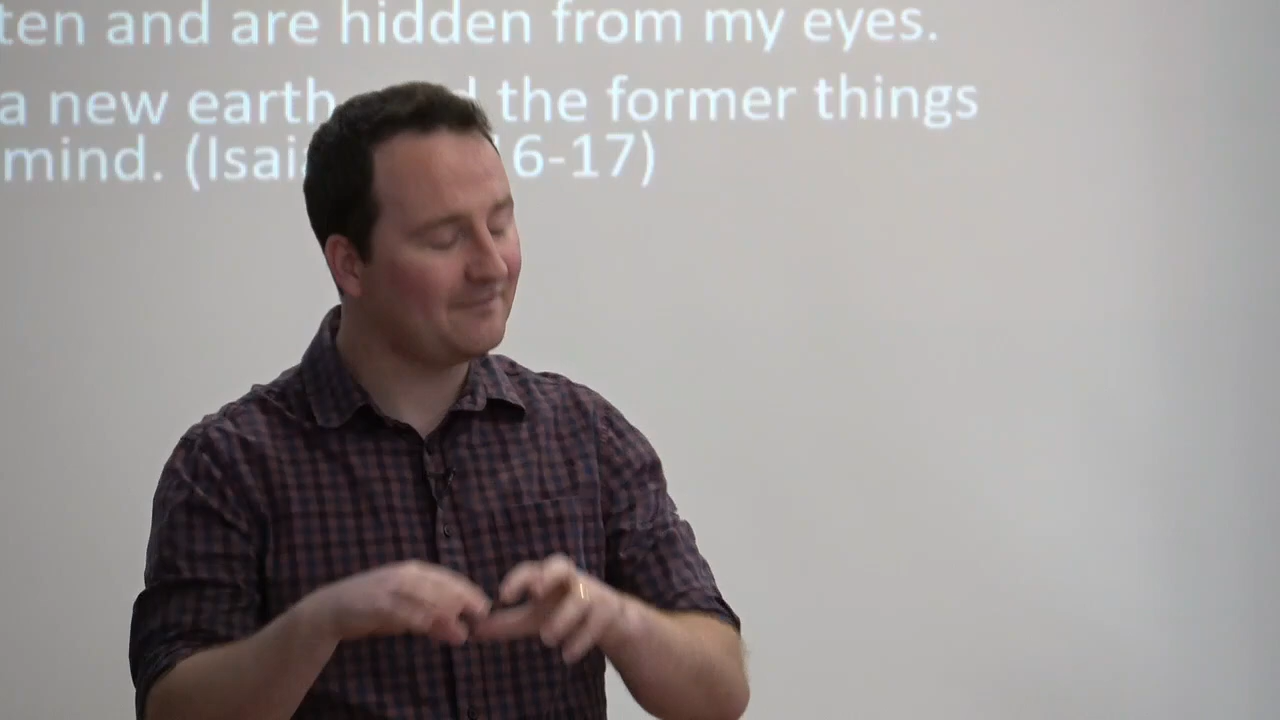 ten and are hidden from my eyes.
a new earth the former things
mind. (Isai 6-17)